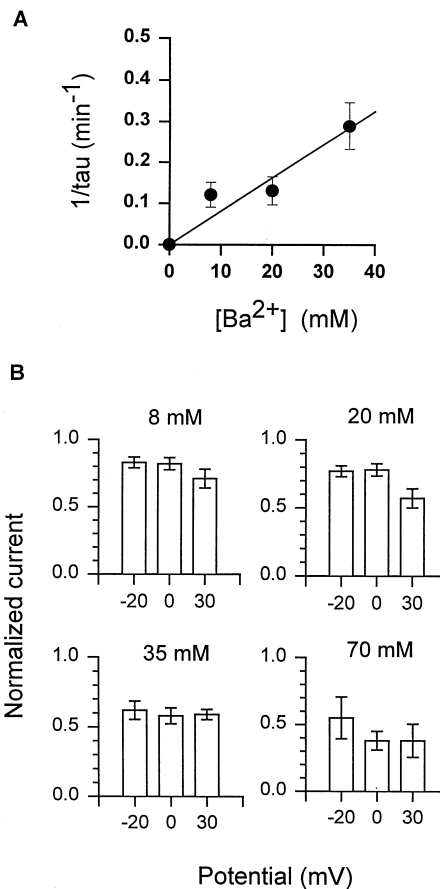 A
1/tau (min-1)
0.5
0.4
0.3
0.2
0.1
0.0
0 10 20 30 40
[Ba2+] (mM)
B
Normalized current
8 mM
1.0
0.5
0.0
-20 0 30
20 mM
1.0
0.5
0.0
-20 0 30
35 mM
1.0
0.5
0.0
-20 0 30
70 mM
1.0
0.5
0.0
-20 0 30
Potential (mV)